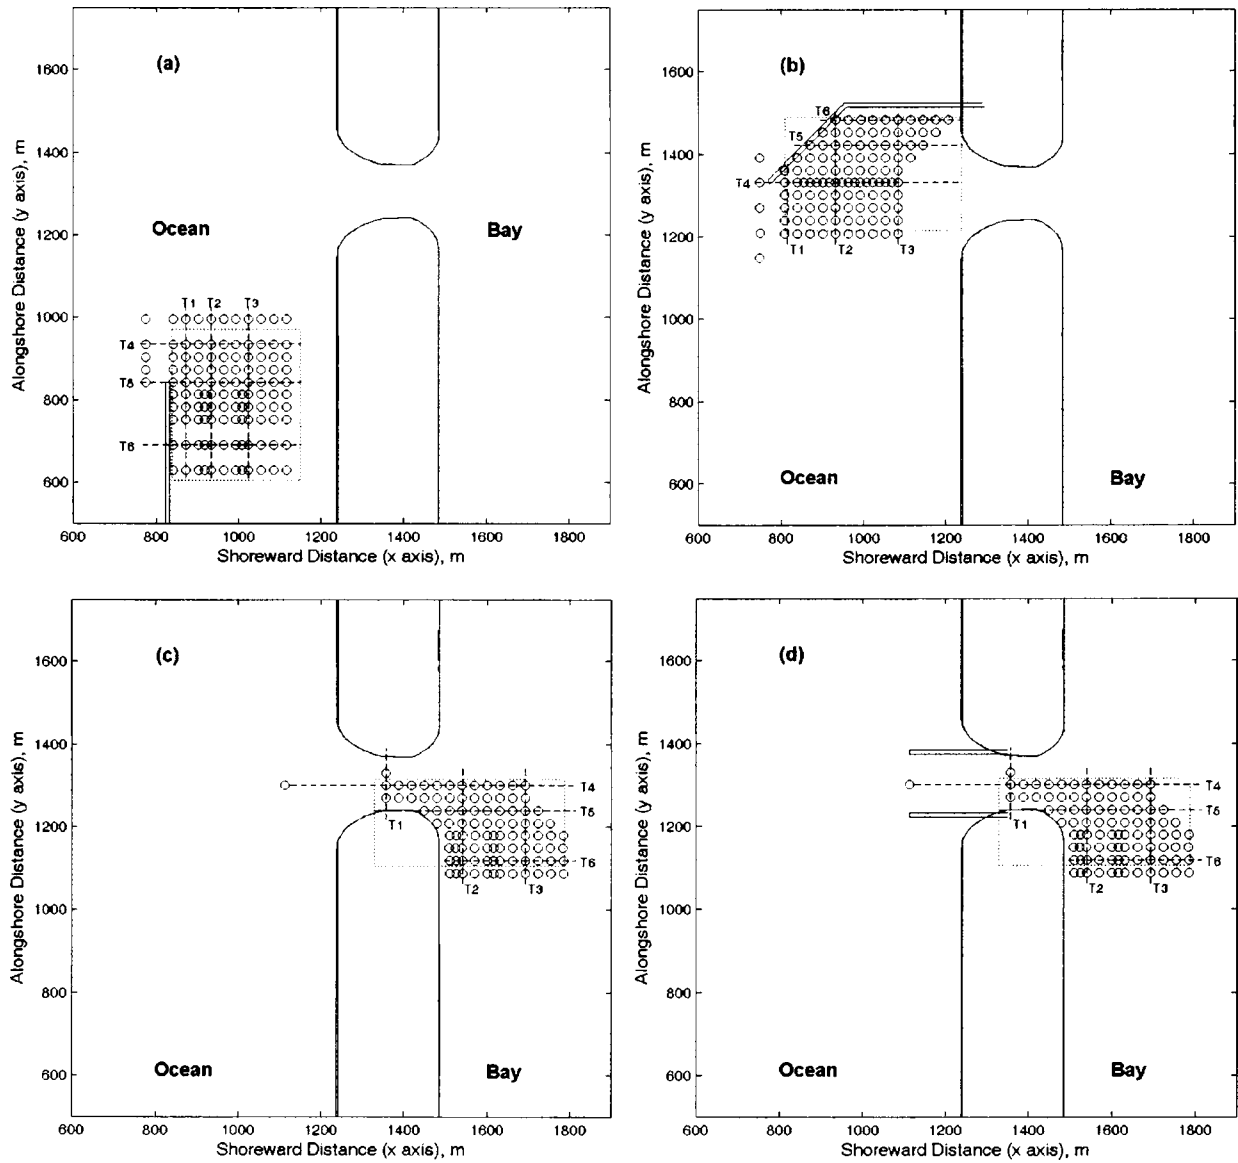 (a)
1600
1400
1200
1000
800
600
Alongshore Distance (y axis), m
Ocean
Bay
T1 T2 T3
T4
T5
T6
600 800 1000 1200 1400 1600 1800
Shoreward Distance (x axis), m
(b)
1600
1400
1200
1000
800
600
Alongshore Distance (y axis), m
T6
T5
T4
T1 T2 T3
Ocean
Bay
600 800 1000 1200 1400 1600 1800
Shoreward Distance (x axis), m
(c)
1600
1400
1200
1000
800
600
Alongshore Distance (y axis), m
T4
T5
T1
T6
T2 T3
Ocean
Bay
600 800 1000 1200 1400 1600 1800
Shoreward Distance (x axis), m
(d)
1600
1400
1200
1000
800
600
Alongshore Distance (y axis), m
T4
T5
T1
T6
T2 T3
Ocean
Bay
600 800 1000 1200 1400 1600 1800
Shoreward Distance (x axis), m